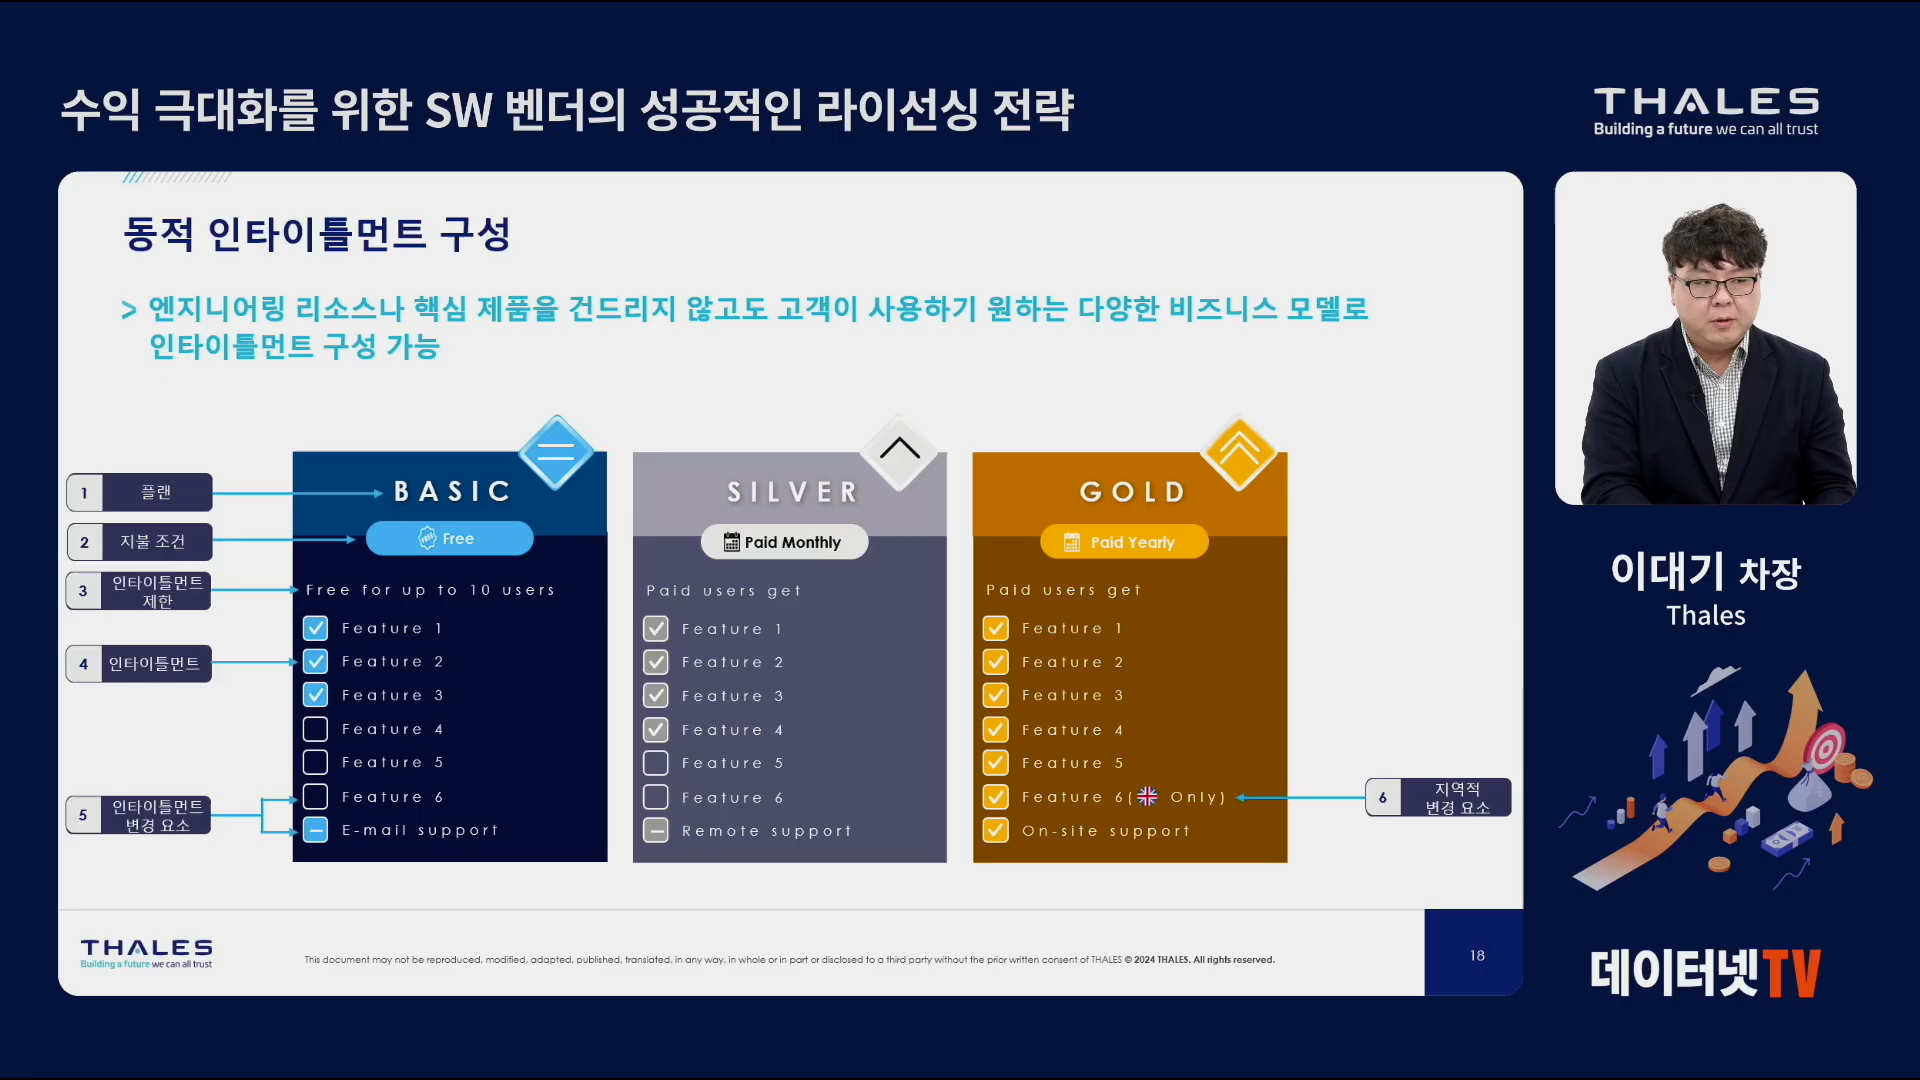 수익 극대화를 위한 SW 벤더의 성공적인 라이선싱 전략
THALES
Building a future we can all trust
동적 인타이틀먼트 구성
> 엔지니어링 리소스나 핵심 제품을 건드리지 않고도 고객이 사용하기 원하는 다양한 비즈니스 모델로
인타이틀먼트 구성 가능
1 플랜
2 지불 조건
3 인타이틀먼트
제한
4 인타이틀먼트
5 인타이틀먼트
변경 요소
BASIC
FREE Free
Free for up to 10 users
Feature 1
Feature 2
Feature 3
Feature 4
Feature 5
Feature 6
E-mail support
SILVER
Paid Monthly
Paid users get
Feature 1
Feature 2
Feature 3
Feature 4
Feature 5
Feature 6
Remote support
GOLD
Paid Yearly
Paid users get
Feature 1
Feature 2
Feature 3
Feature 4
Feature 5
Feature 6( Only)
On-site support
6 지역적
변경 요소
이대기 차장
Thales
THALES
Building a future we can all trust
This document may not be reproduced, modified, adapted, published, translated, in any way, in whole or in part or disclosed to a third party without the prior written consent of THALES © 2024 THALES. All rights reserved.
18
데이터넷TV